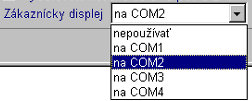 Zákaznícky displej na COM2
nepoužívať
na COM1
na COM2
na COM3
na COM4